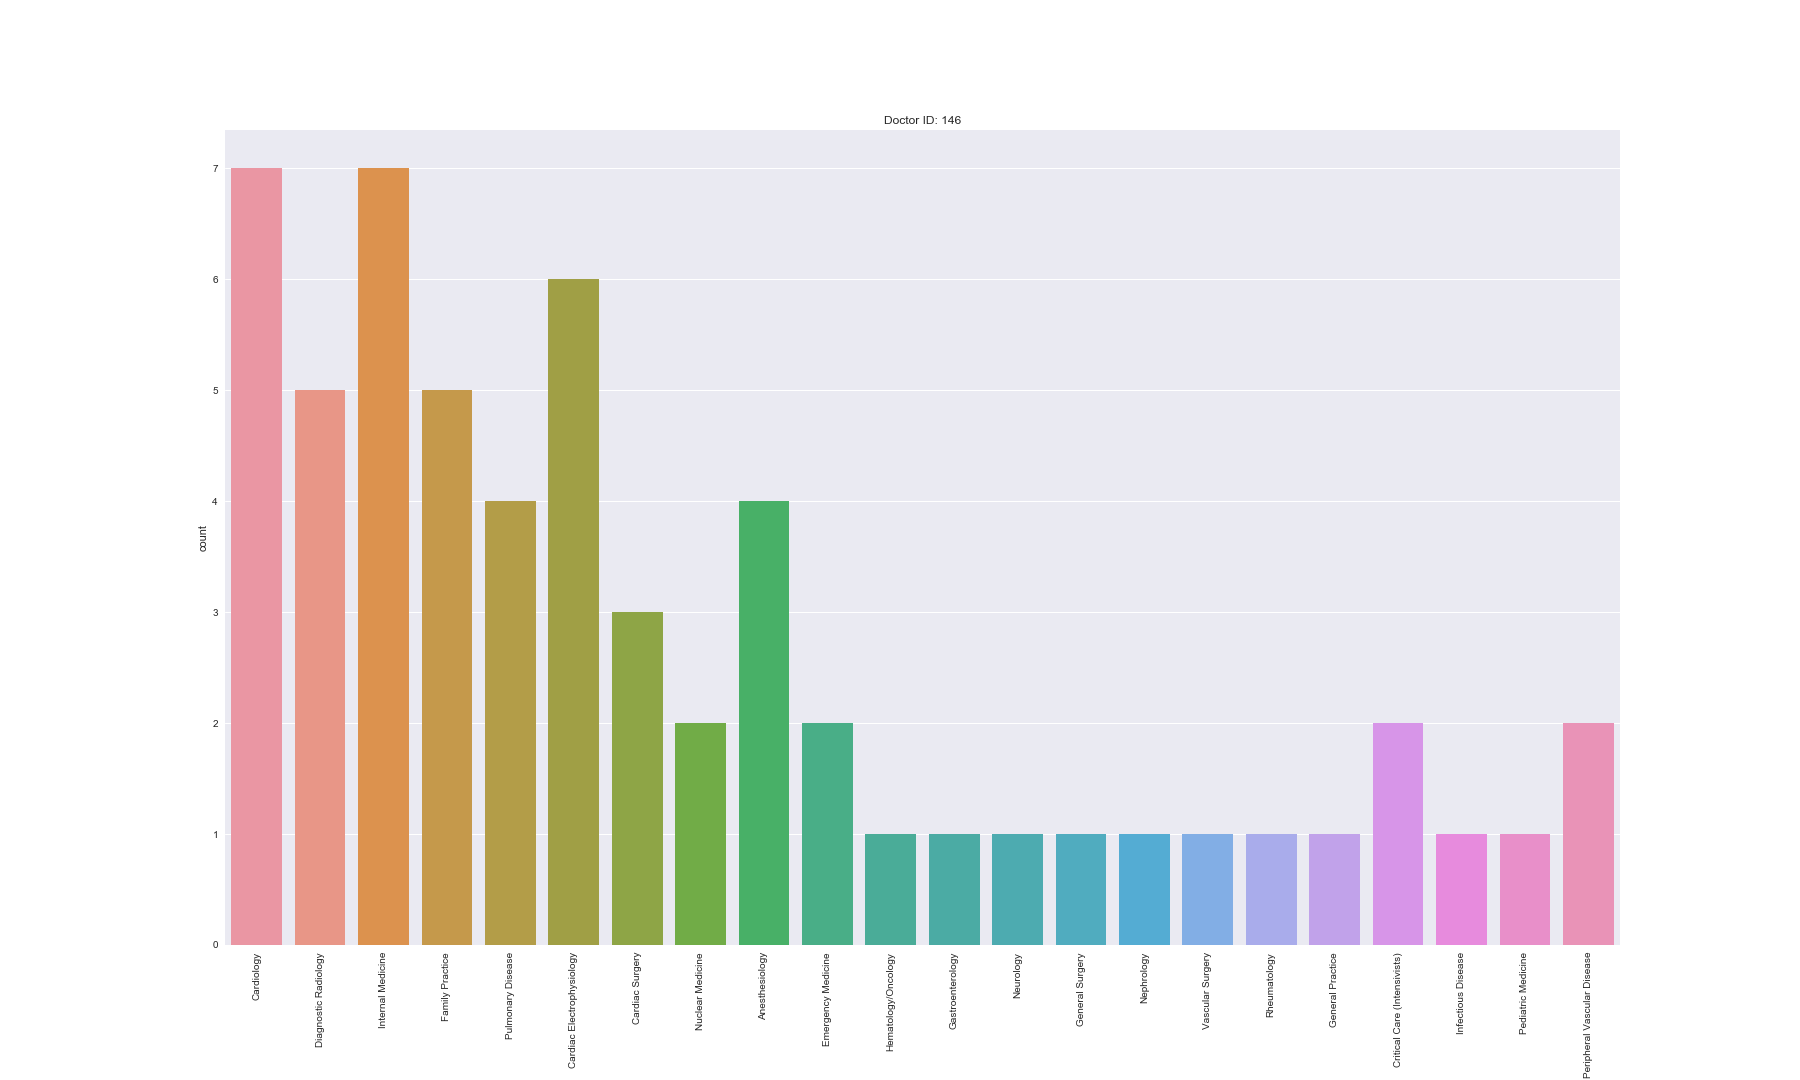 Doctor ID: 146
7
6
5
4
3
2
1
0
count
Cardiology
Diagnostic Radiology
Internal Medicine
Family Practice
Pulmonary Disease
Cardiac Electrophysiology
Cardiac Surgery
Nuclear Medicine
Anesthesiology
Emergency Medicine
Hematology/Oncology
Gastroenterology
Neurology
General Surgery
Nephrology
Vascular Surgery
Rheumatology
General Practice
Critical Care (Intensivists)
Infectious Disease
Pediatric Medicine
Peripheral Vascular Disease